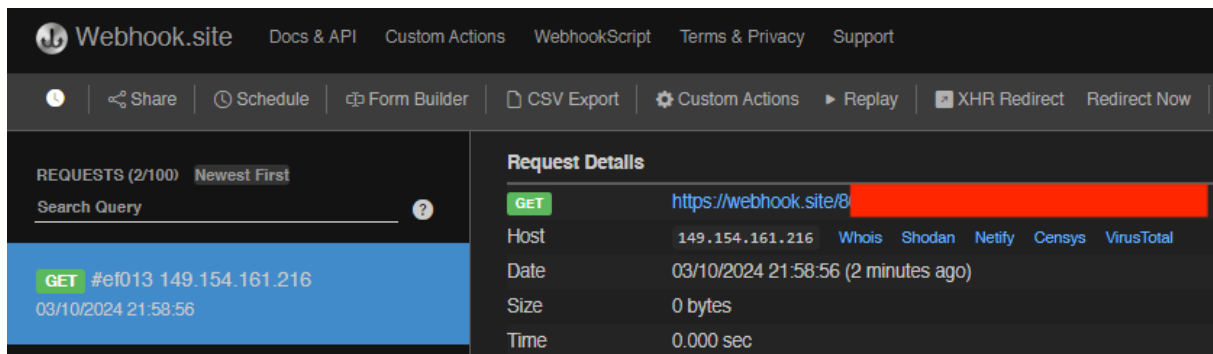 Webhook.site Docs & API Custom Actions WebhookScript Terms & Privacy Support
Share Schedule Form Builder CSV Export Custom Actions Replay XHR Redirect Redirect Now
REQUESTS (2/100) Newest First
Search Query ?
GET #ef013 149.154.161.216
03/10/2024 21:58:56
Request Details
GET https://webhook.site/8
Host 149.154.161.216 Whois Shodan Netify Censys VirusTotal
Date 03/10/2024 21:58:56 (2 minutes ago)
Size 0 bytes
Time 0.000 sec